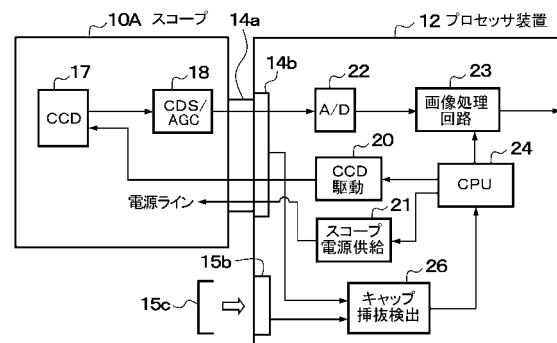 10A スコープ
14a
12 プロセッサ装置
14b
17
CCD
18
CDS/
AGC
22
A/D
23
画像処理
回路
20
CCD
駆動
24
CPU
電源ライン
21
スコープ
電源供給
15b
15c
26
キャップ
挿抜検出